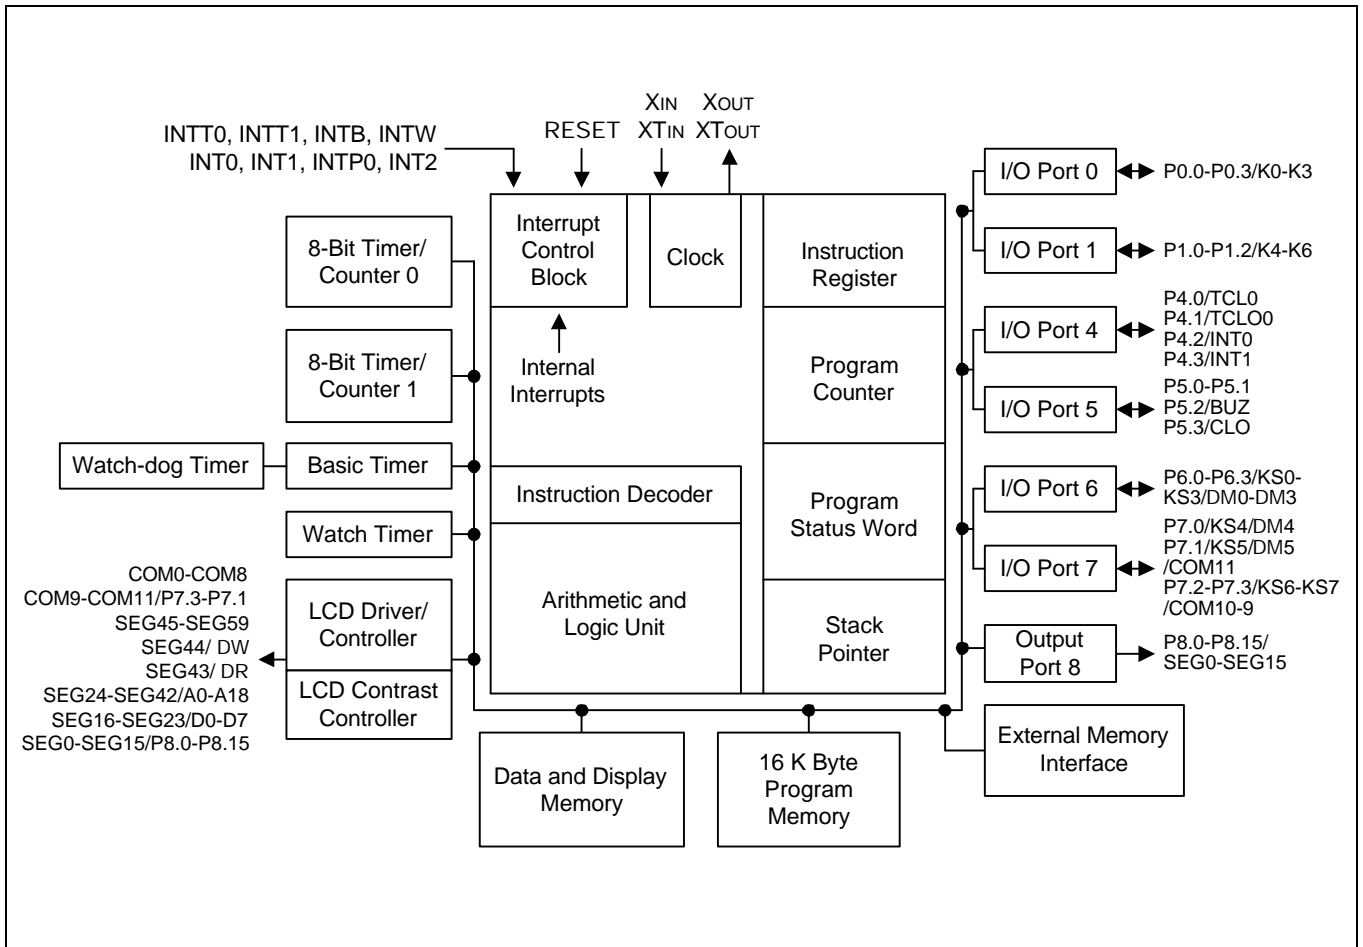 XIN XOUT
RESET XTIN XTOUT
INTT0, INTT1, INTB, INTW
INT0, INT1, INTP0, INT2
8-Bit Timer/
Counter 0
8-Bit Timer/
Counter 1
Watch-dog Timer
Basic Timer
Watch Timer
COM0-COM8
COM9-COM11/P7.3-P7.1
SEG45-SEG59
SEG44/ DW
SEG43/ DR
SEG24-SEG42/A0-A18
SEG16-SEG23/D0-D7
SEG0-SEG15/P8.0-P8.15
LCD Driver/
Controller
LCD Contrast
Controller
Interrupt
Control
Block
Clock
Internal
Interrupts
Instruction Decoder
Arithmetic and
Logic Unit
Instruction
Register
Program
Counter
Program
Status Word
Stack
Pointer
Data and Display
Memory
16 K Byte
Program
Memory
External Memory
Interface
I/O Port 0
P0.0-P0.3/K0-K3
I/O Port 1
P1.0-P1.2/K4-K6
I/O Port 4
P4.0/TCL0
P4.1/TCLO0
P4.2/INT0
P4.3/INT1
I/O Port 5
P5.0-P5.1
P5.2/BUZ
P5.3/CLO
I/O Port 6
P6.0-P6.3/KS0-
KS3/DM0-DM3
I/O Port 7
P7.0/KS4/DM4
P7.1/KS5/DM5
/COM11
P7.2-P7.3/KS6-KS7
/COM10-9
Output
Port 8
P8.0-P8.15/
SEG0-SEG15